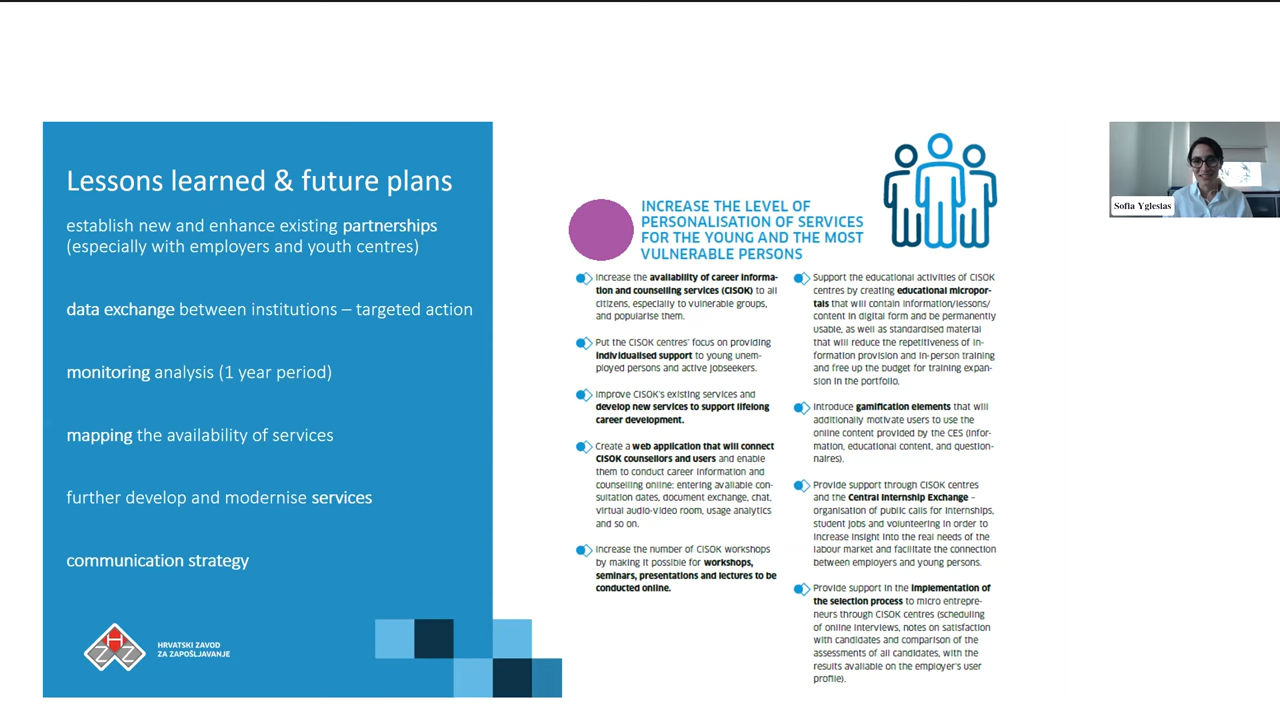 Lessons learned & future plans
establish new and enhance existing partnerships
(especially with employers and youth centres)
data exchange between institutions – targeted action
monitoring analysis (1 year period)
mapping the availability of services
further develop and modernise services
communication strategy
HZZ
HRVATSKI ZAVOD
ZA ZAPOŠLJAVANJE
INCREASE THE LEVEL OF
PERSONALISATION OF SERVICES
FOR THE YOUNG AND THE MOST
VULNERABLE PERSONS
Increase the availability of career informa-
tion and counselling services (CISOK) to all
citizens, especially to vulnerable groups,
and popularise them.
Put the CISOK centres' focus on providing
individualised support to young unem-
ployed persons and active jobseekers.
Improve CISOK's existing services and
develop new services to support lifelong
career development.
Create a web application that will connect
CISOK counsellors and users and enable
them to conduct career information and
counselling online: entering available con-
sultation dates, document exchange, chat,
virtual audio-video room, usage analytics
and so on.
Increase the number of CISOK workshops
by making it possible for workshops,
seminars, presentations and lectures to be
conducted online.
Support the educational activities of CISOK
centres by creating educational micropor-
tals that will contain information/lessons/
content in digital form and be permanently
usable, as well as standardised material
that will reduce the repetitiveness of in-
formation provision and in-person training
and free up the budget for training expan-
sion in the portfolio.
Introduce gamification elements that will
additionally motivate users to use the
online content provided by the CES (infor-
mation, educational content, and question-
naires).
Provide support through CISOK centres
and the Central Internship Exchange –
organisation of public calls for internships,
student jobs and volunteering in order to
increase insight into the real needs of the
labour market and facilitate the connection
between employers and young persons.
Provide support in the implementation of
the selection process to micro entrepre-
neurs through CISOK centres (scheduling
of online interviews, notes on satisfaction
with candidates and comparison of the
assessments of all candidates, with the
results available on the employer's user
profile).
Sofia Yglesias